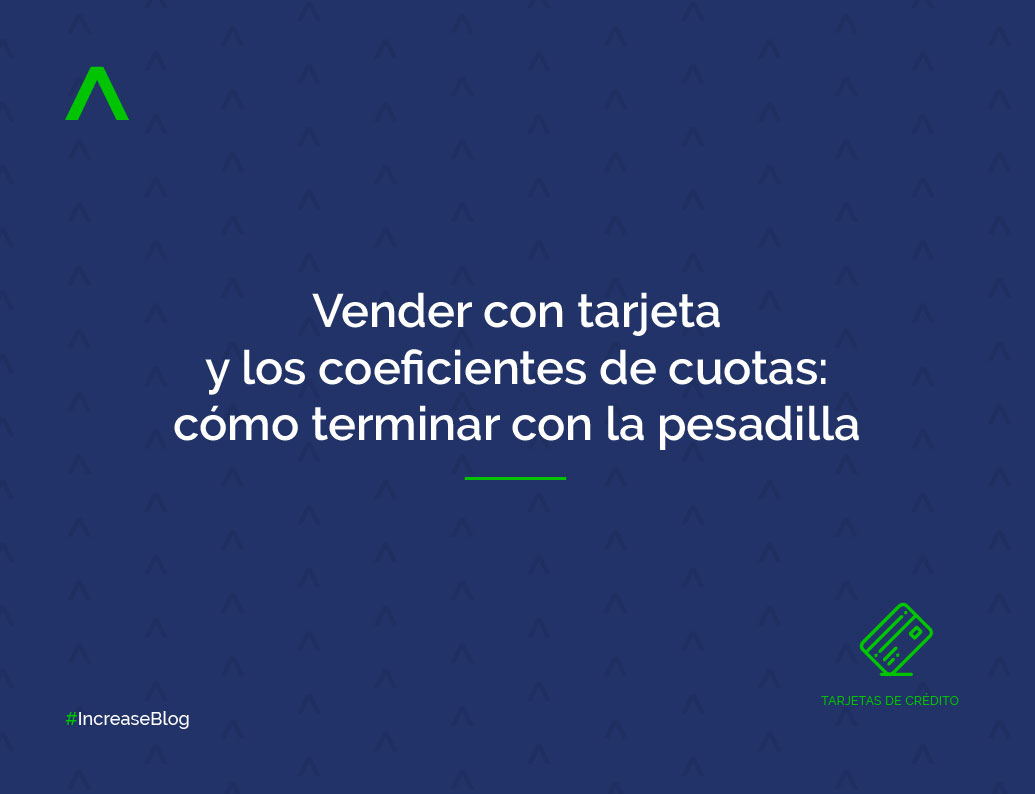 Vender con tarjeta
y los coeficientes de cuotas:
cómo terminar con la pesadilla
TARJETAS DE CRÉDITO
#IncreaseBlog